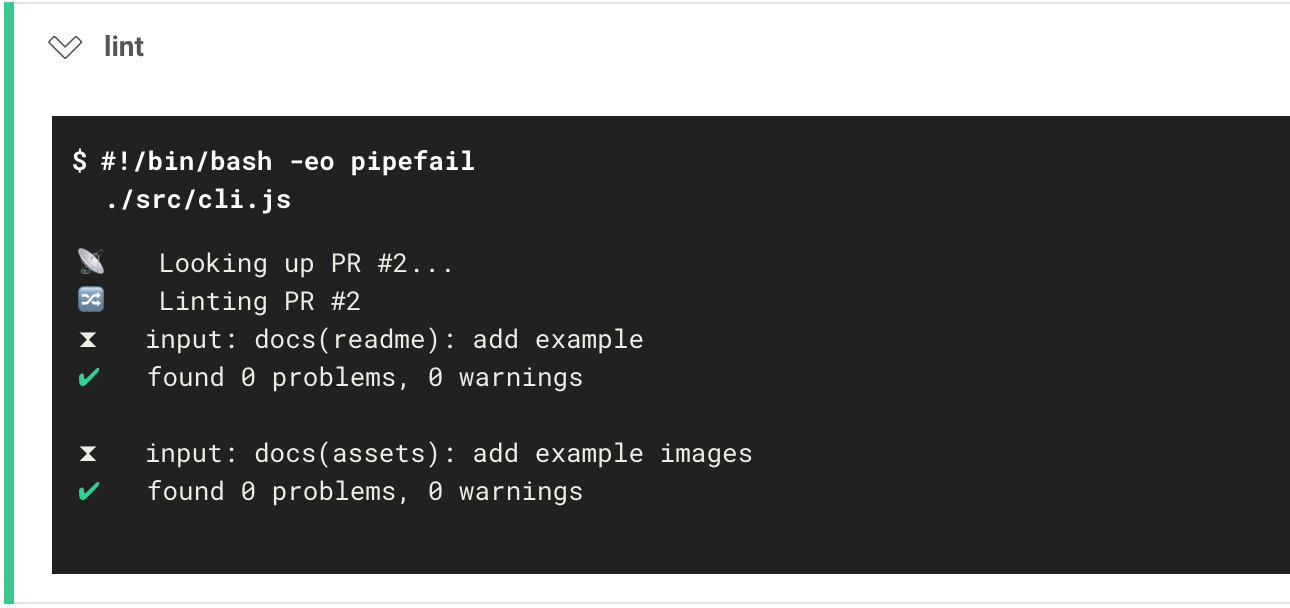 lint
$ #!/bin/bash -eo pipefail
./src/cli.js
📡 Looking up PR #2...
🔀 Linting PR #2
⧗ input: docs(readme): add example
✔ found 0 problems, 0 warnings
⧗ input: docs(assets): add example images
✔ found 0 problems, 0 warnings